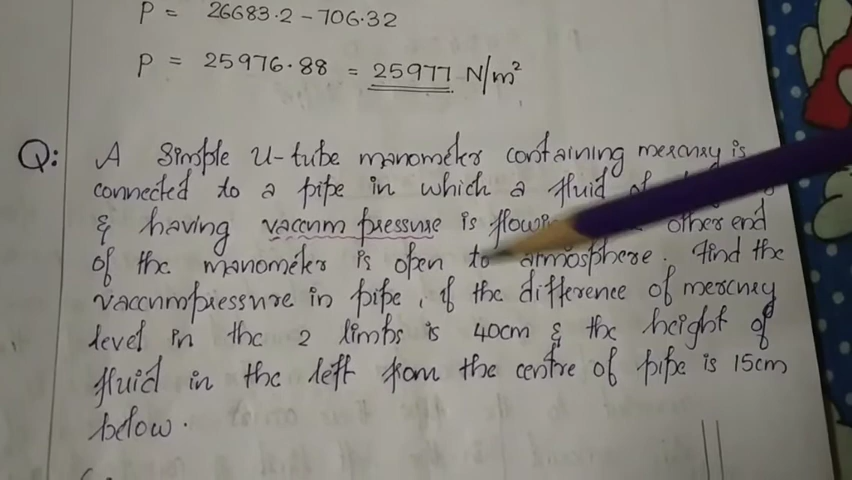 P = 26683.2 - 706.32
P = 25976.88 = 25977 N/m²
Q: A Simple U-tube manometer containing mercury is
connected to a pipe in which a fluid of
& having vaccum pressure is flowin other end
of the manometer is open to atmosphere. Find the
vaccumpressure in pipe, if the difference of mercury
level in the 2 limbs is 40cm & the height of
fluid in the left from the centre of pipe is 15cm
below.